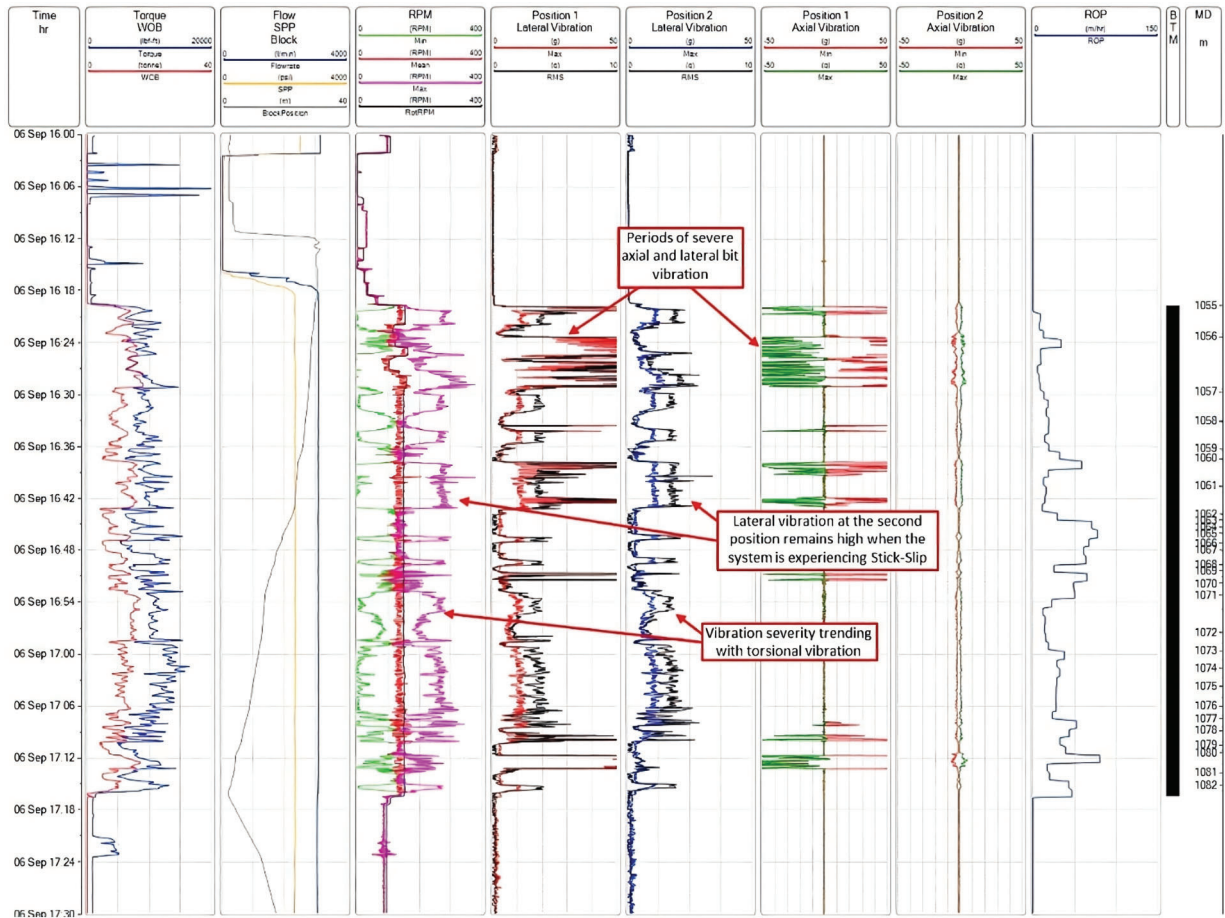 Time
hr
Torque
WOB
0 (lbf-ft) 20000
Torque
0 (tonne) 40
WOB
Flow
SPP
Block
0 (l/min) 4000
Flowrate
0 (psi) 4000
SPP
0 (m) 40
BlockPosition
RPM
0 (RPM) 400
Min
0 (RPM) 400
Mean
0 (RPM) 400
Max
0 (RPM) 400
RotRPM
Position 1
Lateral Vibration
0 (g) 50
Max
0 (g) 10
RMS
Position 2
Lateral Vibration
0 (g) 50
Max
0 (g) 10
RMS
Position 1
Axial Vibration
-50 (g) 50
Min
-50 (g) 50
Max
Position 2
Axial Vibration
-50 (g) 50
Min
-50 (g) 50
Max
ROP
0 (m/hr) 150
ROP
B
T
M
MD
m
06 Sep 16:00
06 Sep 16:06
06 Sep 16:12
06 Sep 16:18
06 Sep 16:24
06 Sep 16:30
06 Sep 16:36
06 Sep 16:42
06 Sep 16:48
06 Sep 16:54
06 Sep 17:00
06 Sep 17:06
06 Sep 17:12
06 Sep 17:18
06 Sep 17:24
06 Sep 17:30
Periods of severe
axial and lateral bit
vibration
Lateral vibration at the second
position remains high when the
system is experiencing Stick-Slip
Vibration severity trending
with torsional vibration
1055
1056
1057
1058
1059
1060
1061
1062
1063
1064
1065
1066
1067
1068
1069
1070
1071
1072
1073
1074
1075
1076
1077
1078
1079
1080
1081
1082